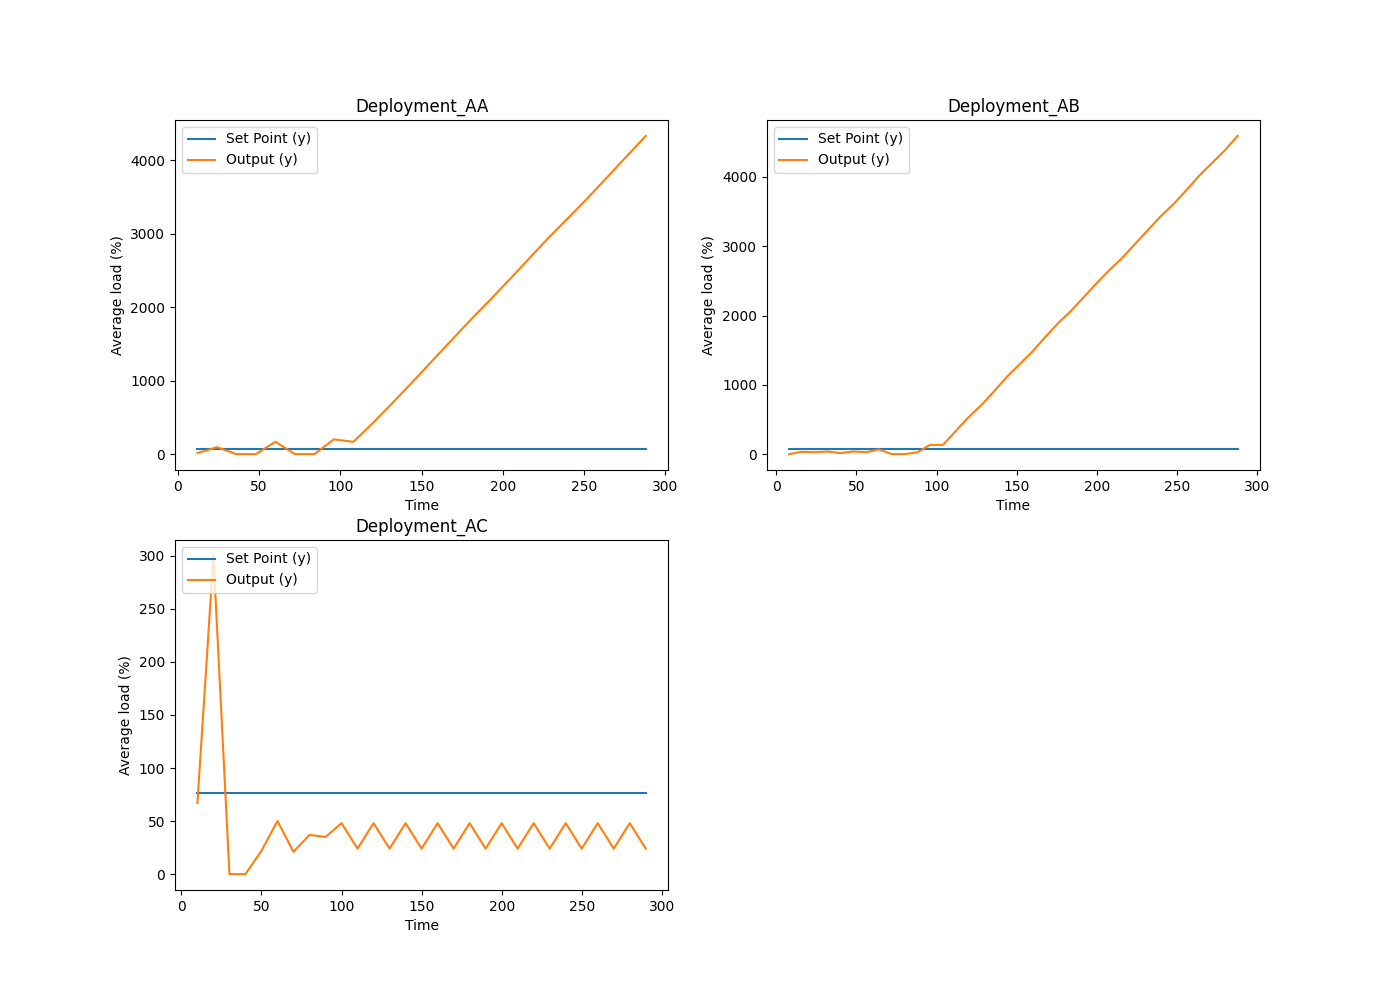 Deployment_AA
Set Point (y)
Output (y)
Average load (%)
4000
3000
2000
1000
0
0 50 100 150 200 250 300
Time
Deployment_AB
Set Point (y)
Output (y)
Average load (%)
4000
3000
2000
1000
0
0 50 100 150 200 250 300
Time
Deployment_AC
Set Point (y)
Output (y)
Average load (%)
300
250
200
150
100
50
0
0 50 100 150 200 250 300
Time